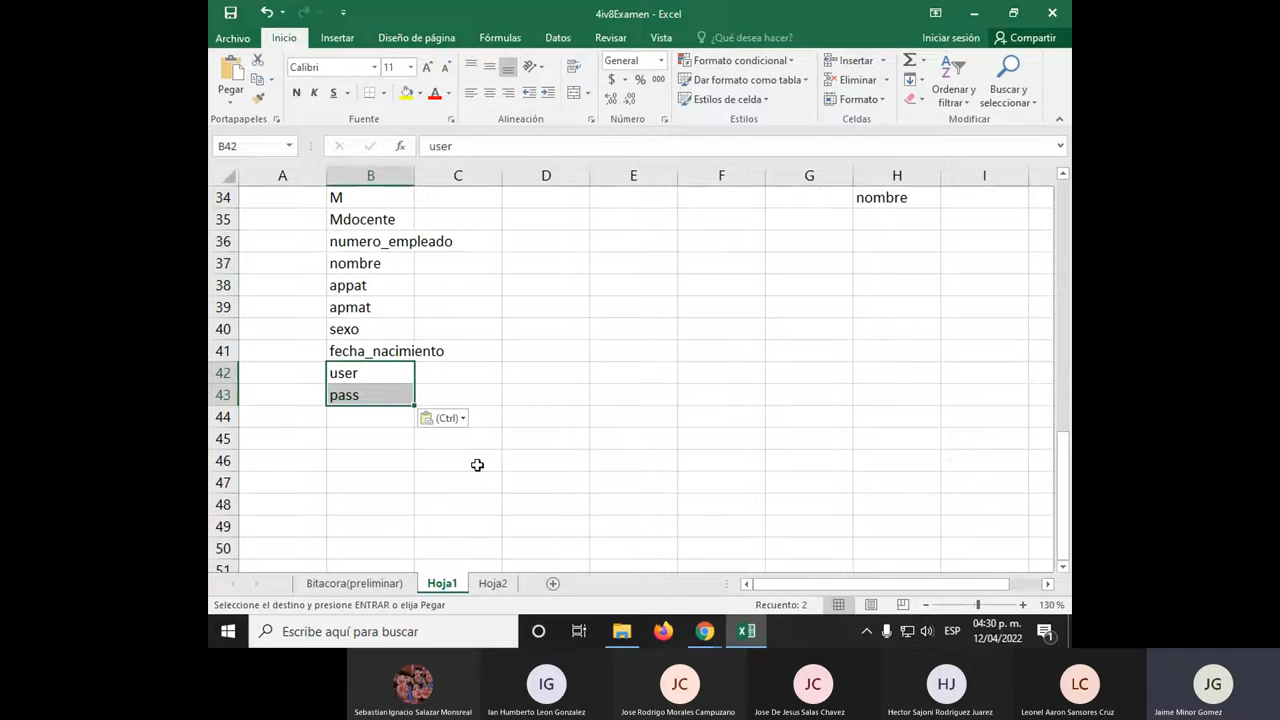 4iv8Examen - Excel
Archivo Inicio Insertar Diseño de página Fórmulas Datos Revisar Vista ¿Qué desea hacer? Iniciar sesión Compartir
Pegar
Calibri 11
N K S
General
$ % 000
Formato condicional
Dar formato como tabla
Estilos de celda
Insertar
Eliminar
Formato
Ordenar y filtrar
Buscar y seleccionar
Portapapeles Fuente Alineación Número Estilos Celdas Modificar
B42 fx user
A B C D E F G H I
34 M nombre
35 Mdocente
36 numero_empleado
37 nombre
38 appat
39 apmat
40 sexo
41 fecha_nacimiento
42 user
43 pass
44 (Ctrl)
45
46
47
48
49
50
51
Bitacora(preliminar) Hoja1 Hoja2
Seleccione el destino y presione ENTRAR o elija Pegar Recuento: 2 130 %
Escribe aquí para buscar ESP 04:30 p. m.
12/04/2022 1
IG JC JC HJ LC JG
Sebastian Ignacio Salazar Monsreal Ian Humberto Leon Gonzalez Jose Rodrigo Morales Campuzano Jose De Jesus Salas Chavez Hector Sajoni Rodriguez Juarez Leonel Aaron Sansores Cruz Jaime Minor Gomez